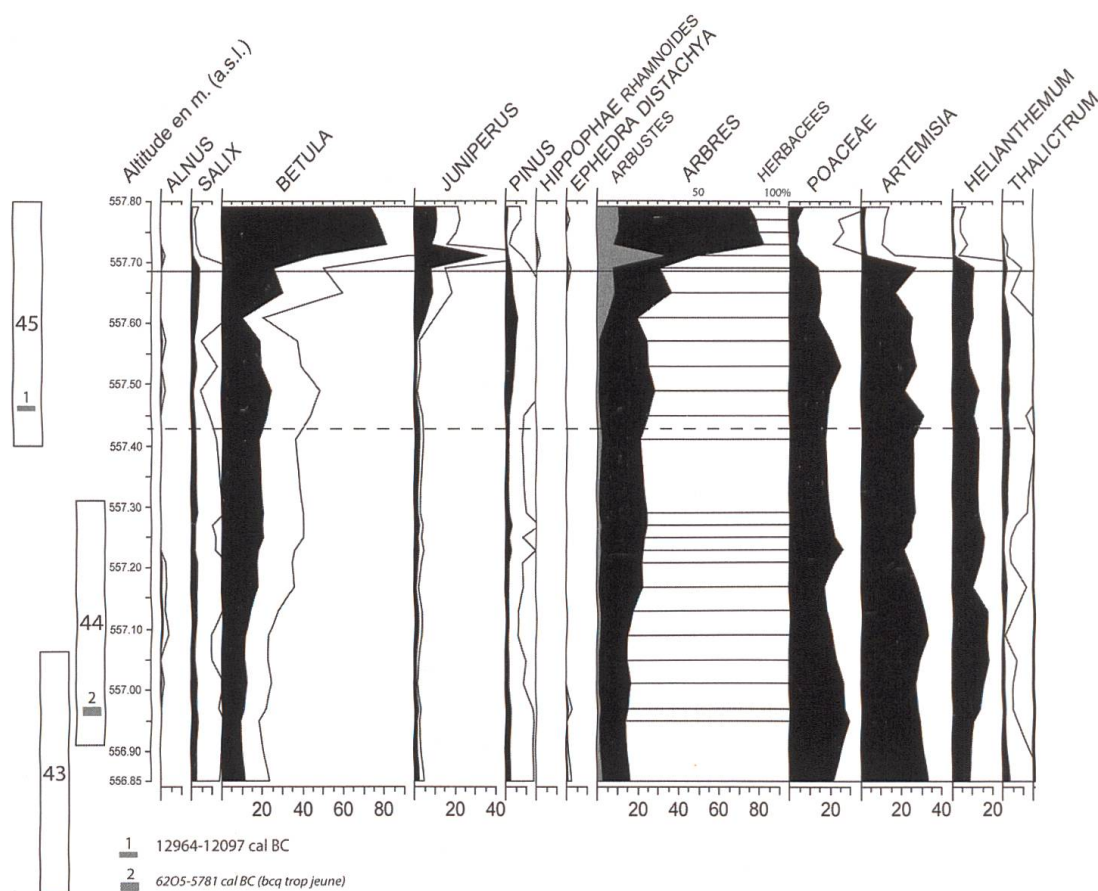 Altitude en m. (a.s.l.)
ALNUS
SALIX
BETULA
JUNIPERUS
PINUS
HIPPOPHAE RHAMNOIDES
EPHEDRA DISTACHYA
ARBUSTES
ARBRES
HERBACEES
POACEAE
ARTEMISIA
HELIANTHEMUM
THALICTRUM
50 100%
557.80
557.70
557.60
557.50
557.40
557.30
557.20
557.10
557.00
556.90
556.85
45
1
44
2
43
20 40 60 80 20 40 20 40 60 80 20 20 40 20
1 12964-12097 cal BC
2 62O5-5781 cal BC (bcq trop jeune)